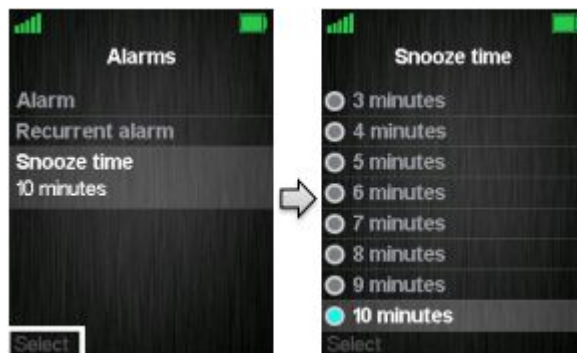 Alarms
Alarm
Recurrent alarm
Snooze time
10 minutes
Select
Snooze time
3 minutes
4 minutes
5 minutes
6 minutes
7 minutes
8 minutes
9 minutes
10 minutes
Select